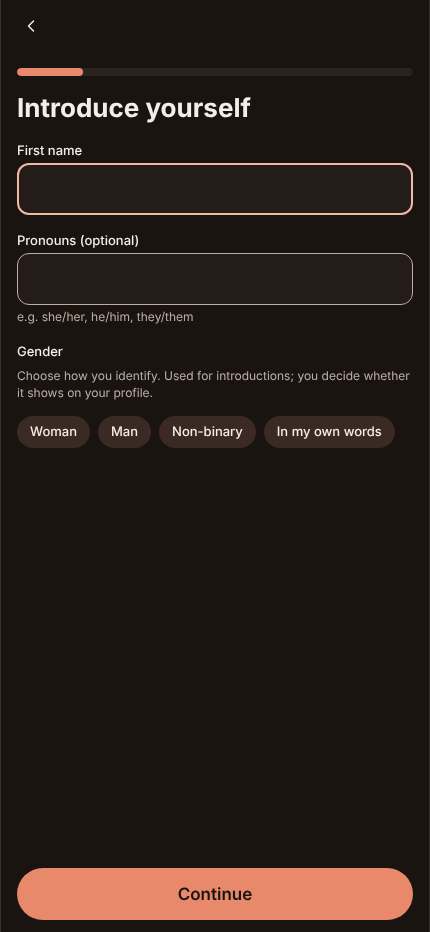 Introduce yourself
First name
Pronouns (optional)
e.g. she/her, he/him, they/them
Gender
Choose how you identify. Used for introductions; you decide whether
it shows on your profile.
Woman Man Non-binary In my own words
Continue